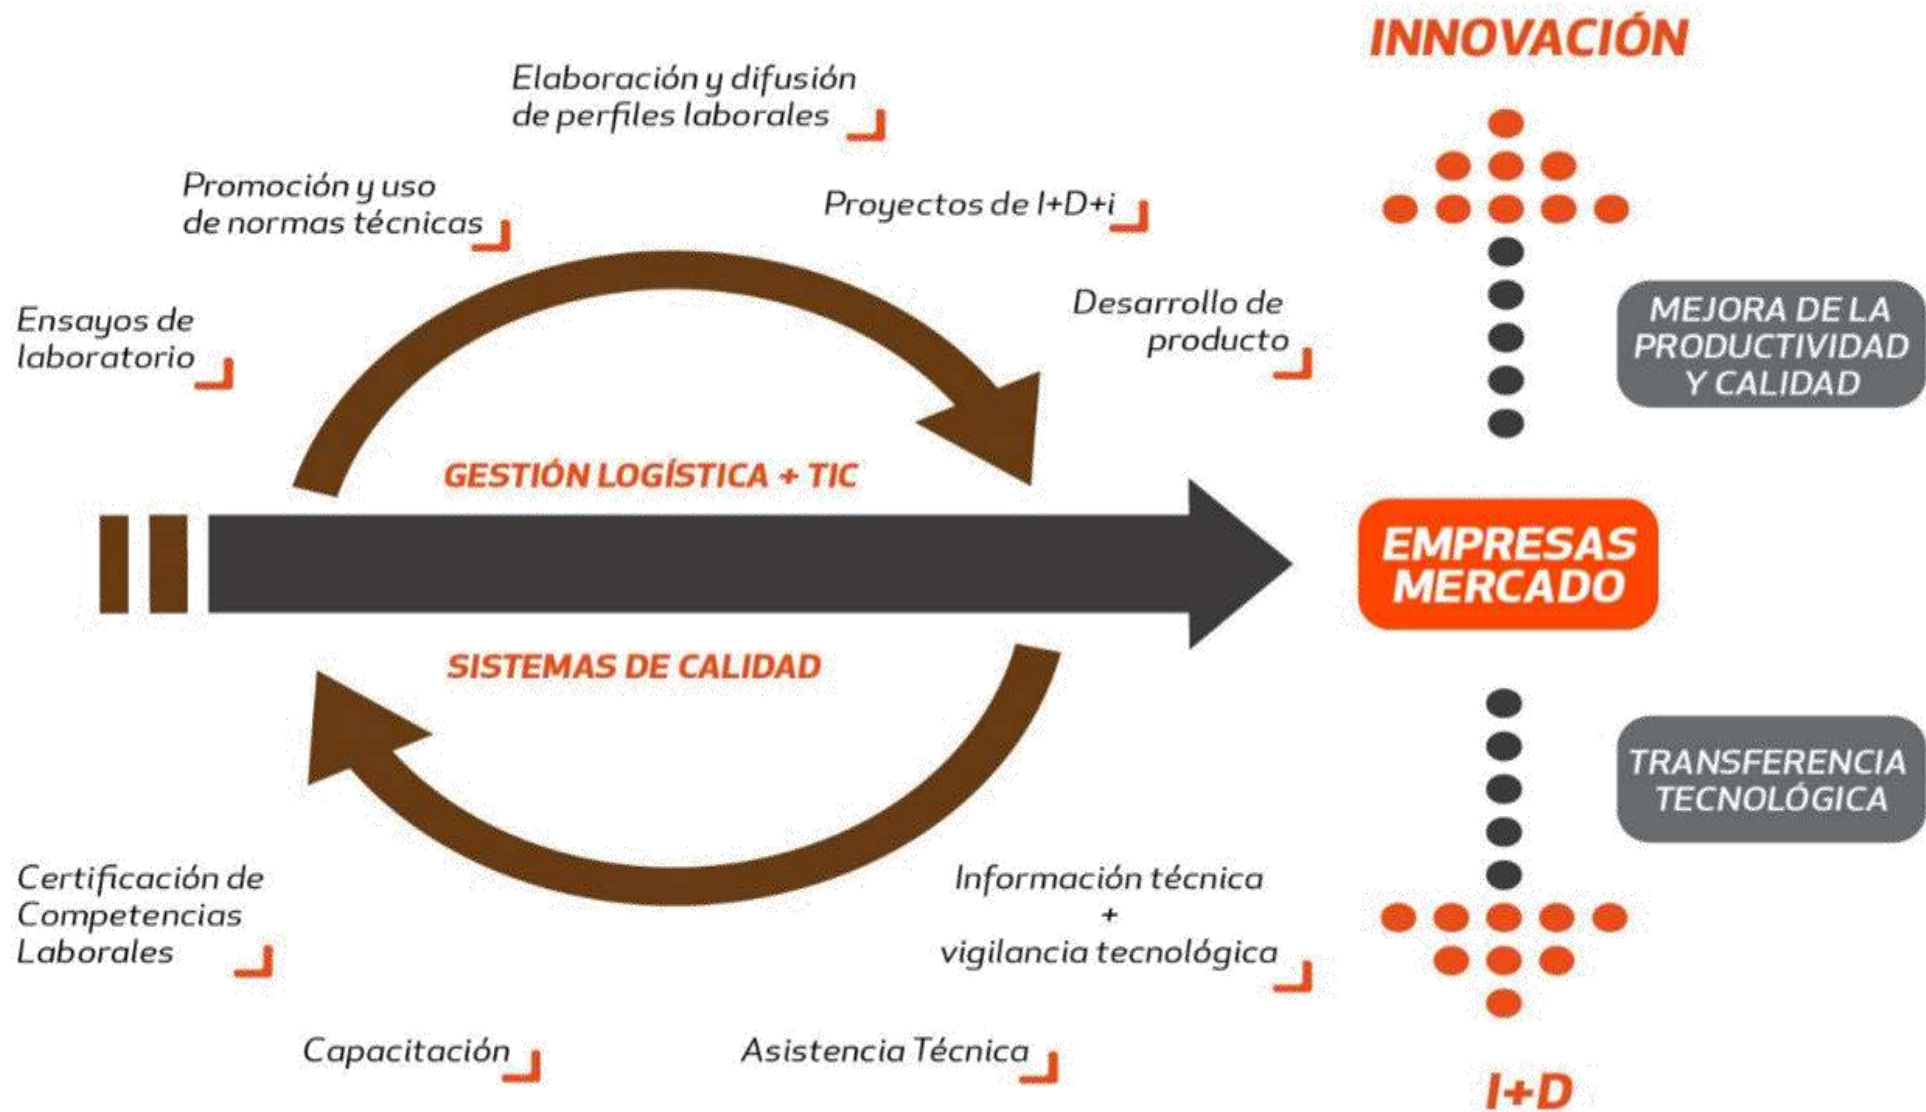 INNOVACIÓN
Elaboración y difusión
de perfiles laborales
Promoción y uso
de normas técnicas
Proyectos de I+D+i
Ensayos de
laboratorio
Desarrollo de
producto
MEJORA DE LA
PRODUCTIVIDAD
Y CALIDAD
GESTIÓN LOGÍSTICA + TIC
EMPRESAS
MERCADO
SISTEMAS DE CALIDAD
TRANSFERENCIA
TECNOLÓGICA
Certificación de
Competencias
Laborales
Información técnica
+
vigilancia tecnológica
Capacitación
Asistencia Técnica
I+D